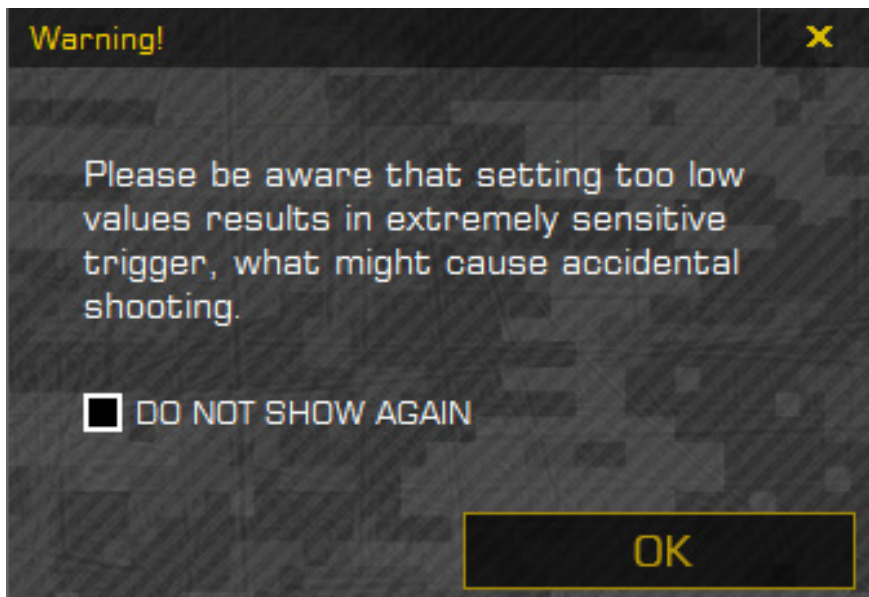 Warning!
Please be aware that setting too low
values results in extremely sensitive
trigger, what might cause accidental
shooting.
DO NOT SHOW AGAIN
OK